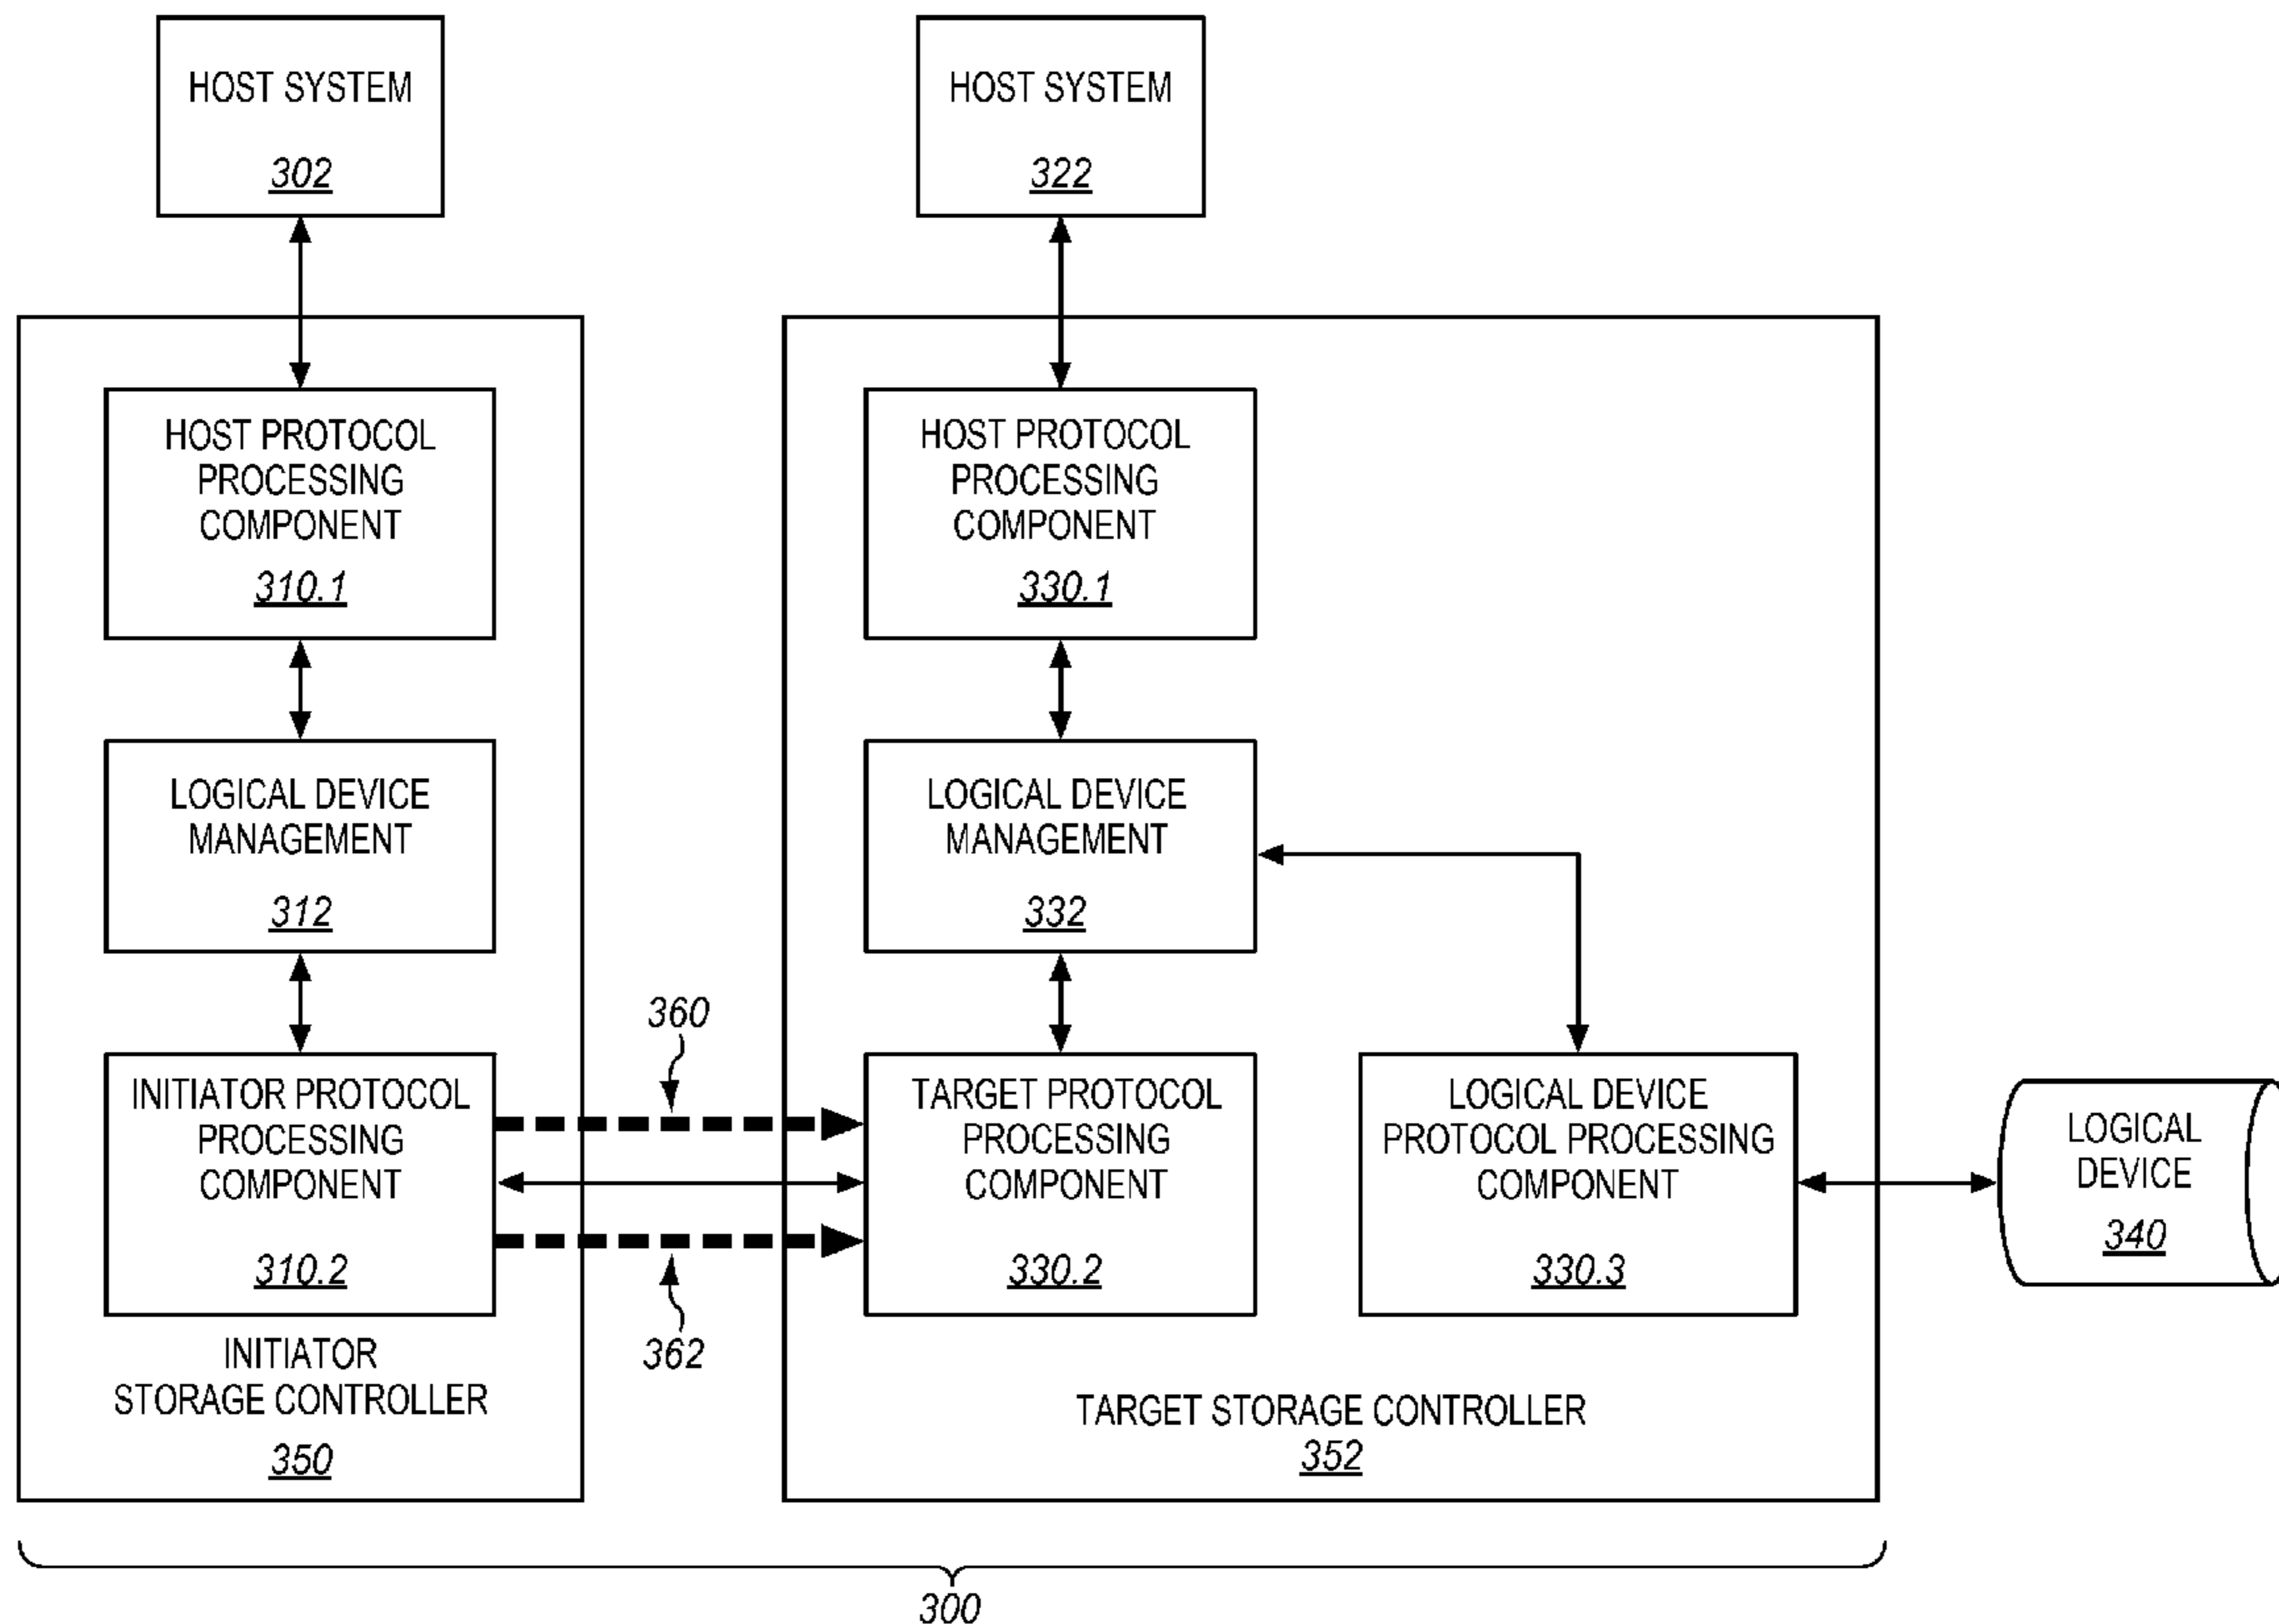 HOST SYSTEM
302
HOST SYSTEM
322
HOST PROTOCOL
PROCESSING
COMPONENT
310.1
HOST PROTOCOL
PROCESSING
COMPONENT
330.1
LOGICAL DEVICE
MANAGEMENT
312
LOGICAL DEVICE
MANAGEMENT
332
360
INITIATOR PROTOCOL
PROCESSING
COMPONENT
310.2
TARGET PROTOCOL
PROCESSING
COMPONENT
330.2
LOGICAL DEVICE
PROTOCOL PROCESSING
COMPONENT
330.3
LOGICAL
DEVICE
340
362
INITIATOR
STORAGE CONTROLLER
350
TARGET STORAGE CONTROLLER
352
300